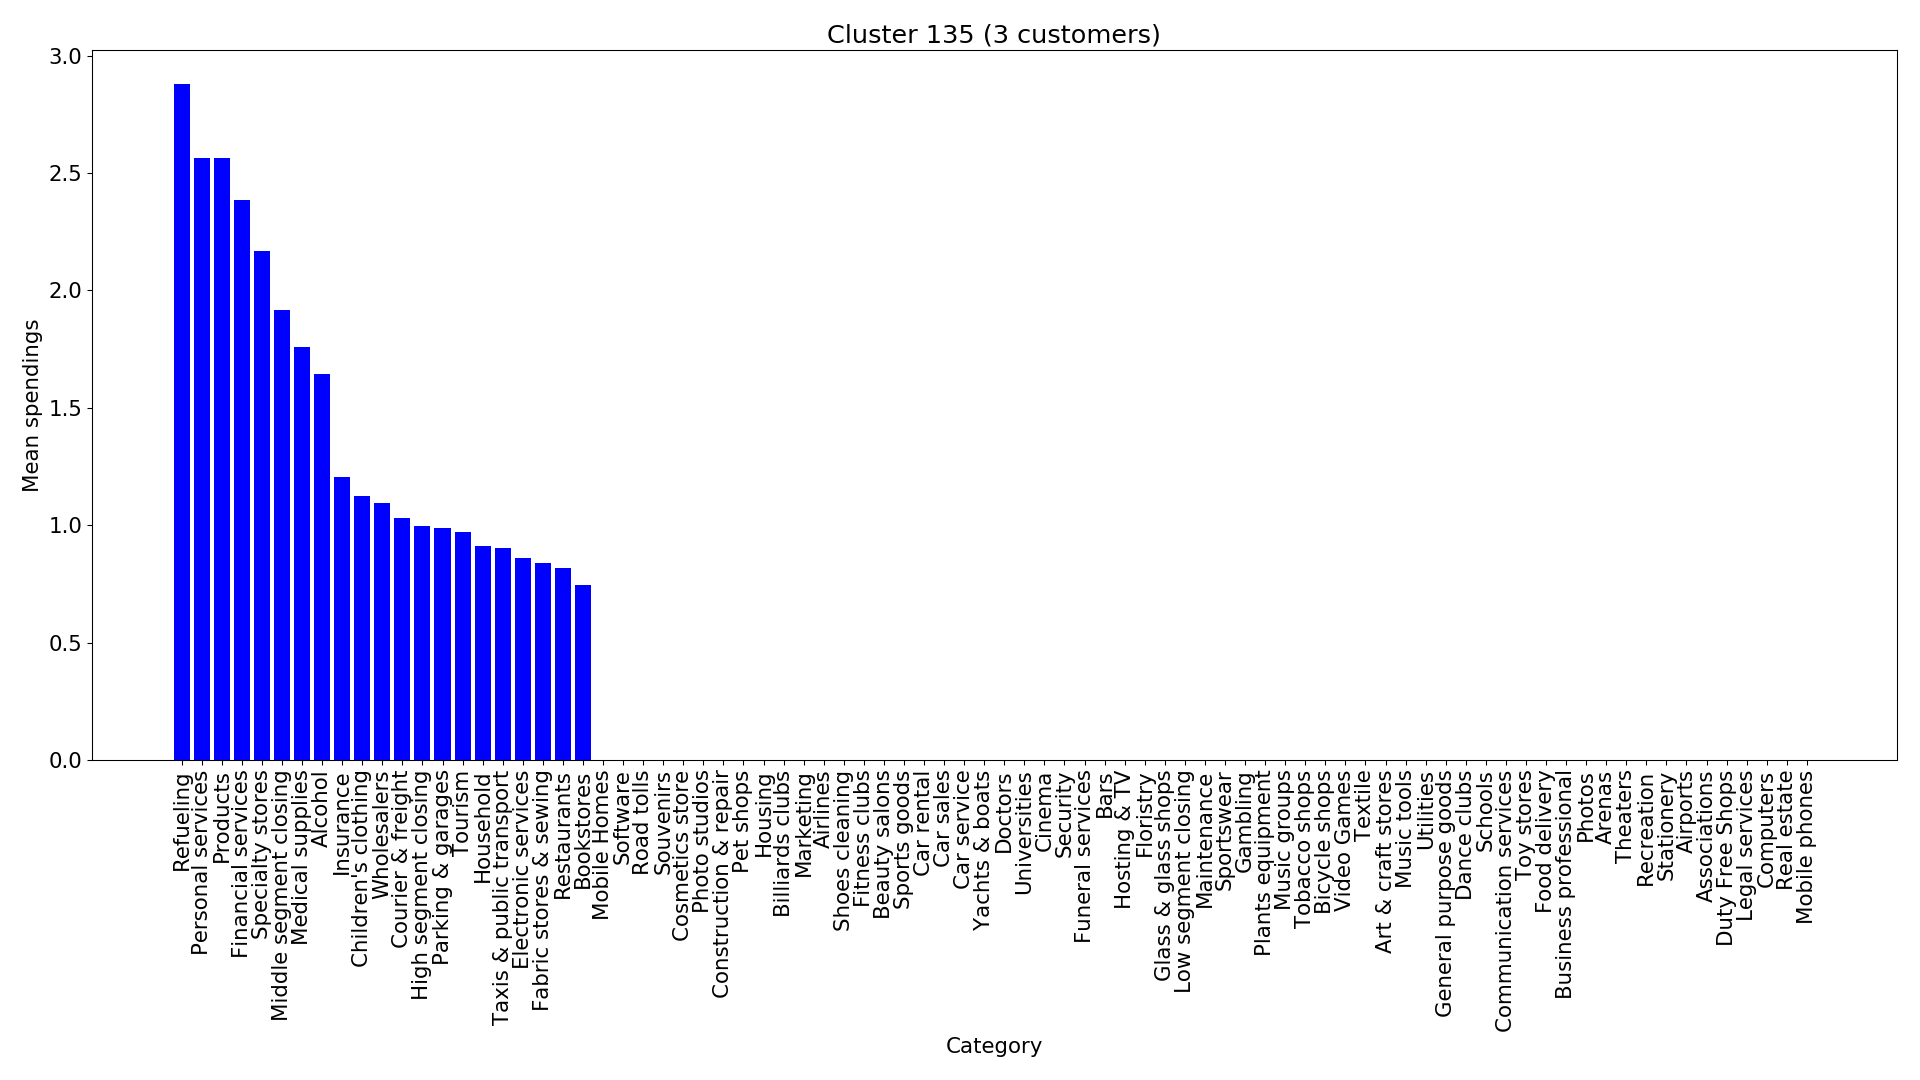 Cluster 135 (3 customers)
3.0
2.5
2.0
1.5
1.0
0.5
0.0
Mean spendings
Refueling
Personal services
Products
Financial services
Specialty stores
Middle segment closing
Medical supplies
Alcohol
Insurance
Children's clothing
Wholesalers
Courier & freight
High segment closing
Parking & garages
Tourism
Household
Taxis & public transport
Electronic services
Fabric stores & sewing
Restaurants
Bookstores
Mobile Homes
Software
Road tolls
Souvenirs
Cosmetics store
Photo studios
Construction & repair
Pet shops
Housing
Billiards clubs
Marketing
Airlines
Shoes cleaning
Fitness clubs
Beauty salons
Sports goods
Car rental
Car sales
Car service
Yachts & boats
Doctors
Universities
Cinema
Security
Funeral services
Bars
Hosting & TV
Floristry
Glass & glass shops
Low segment closing
Maintenance
Sportswear
Gambling
Plants equipment
Music groups
Tobacco shops
Bicycle shops
Video Games
Textile
Art & craft stores
Music tools
Utilities
General purpose goods
Dance clubs
Schools
Communication services
Toy stores
Food delivery
Business professional
Photos
Arenas
Theaters
Recreation
Stationery
Airports
Associations
Duty Free Shops
Legal services
Computers
Real estate
Mobile phones
Category